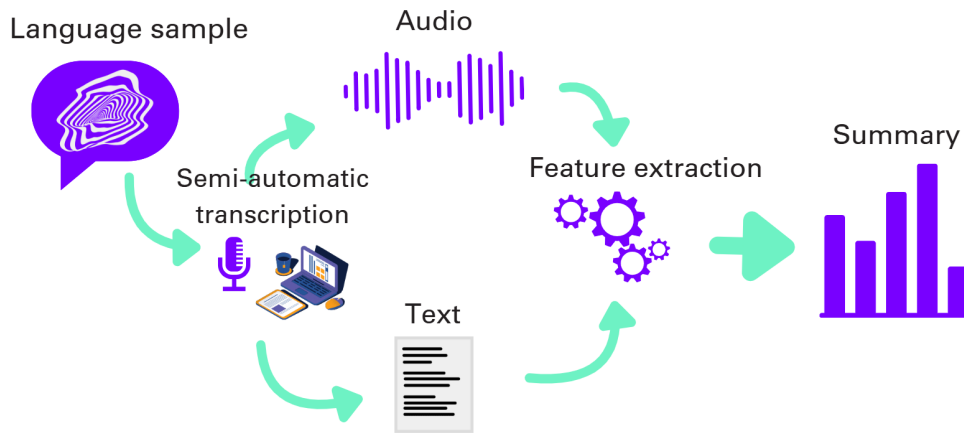 Language sample
Semi-automatic
transcription
Audio
Text
Feature extraction
Summary